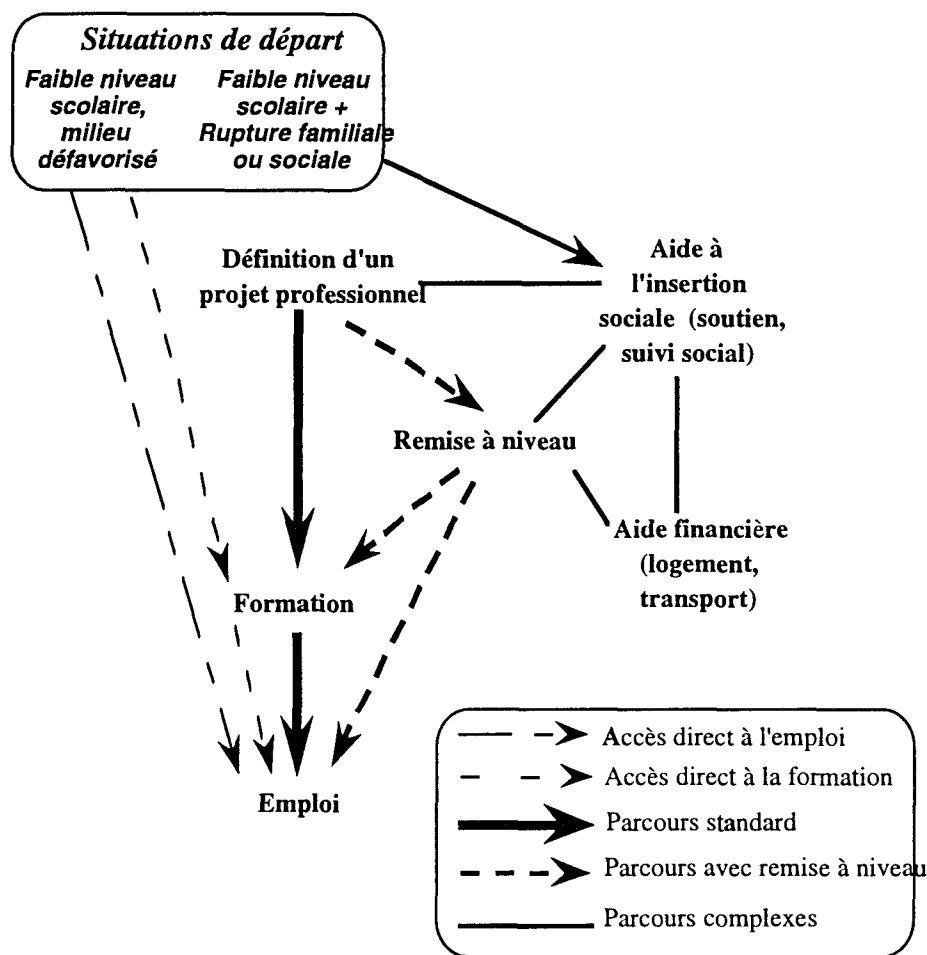 Situations de départ
Faible niveau
scolaire,
milieu
défavorisé
Faible niveau
scolaire +
Rupture familiale
ou sociale
Définition d'un
projet professionnel
Aide à
l'insertion
sociale (soutien,
suivi social)
Remise à niveau
Aide financière
(logement,
transport)
Formation
Emploi
Accès direct à l'emploi
Accès direct à la formation
Parcours standard
Parcours avec remise à niveau
Parcours complexes